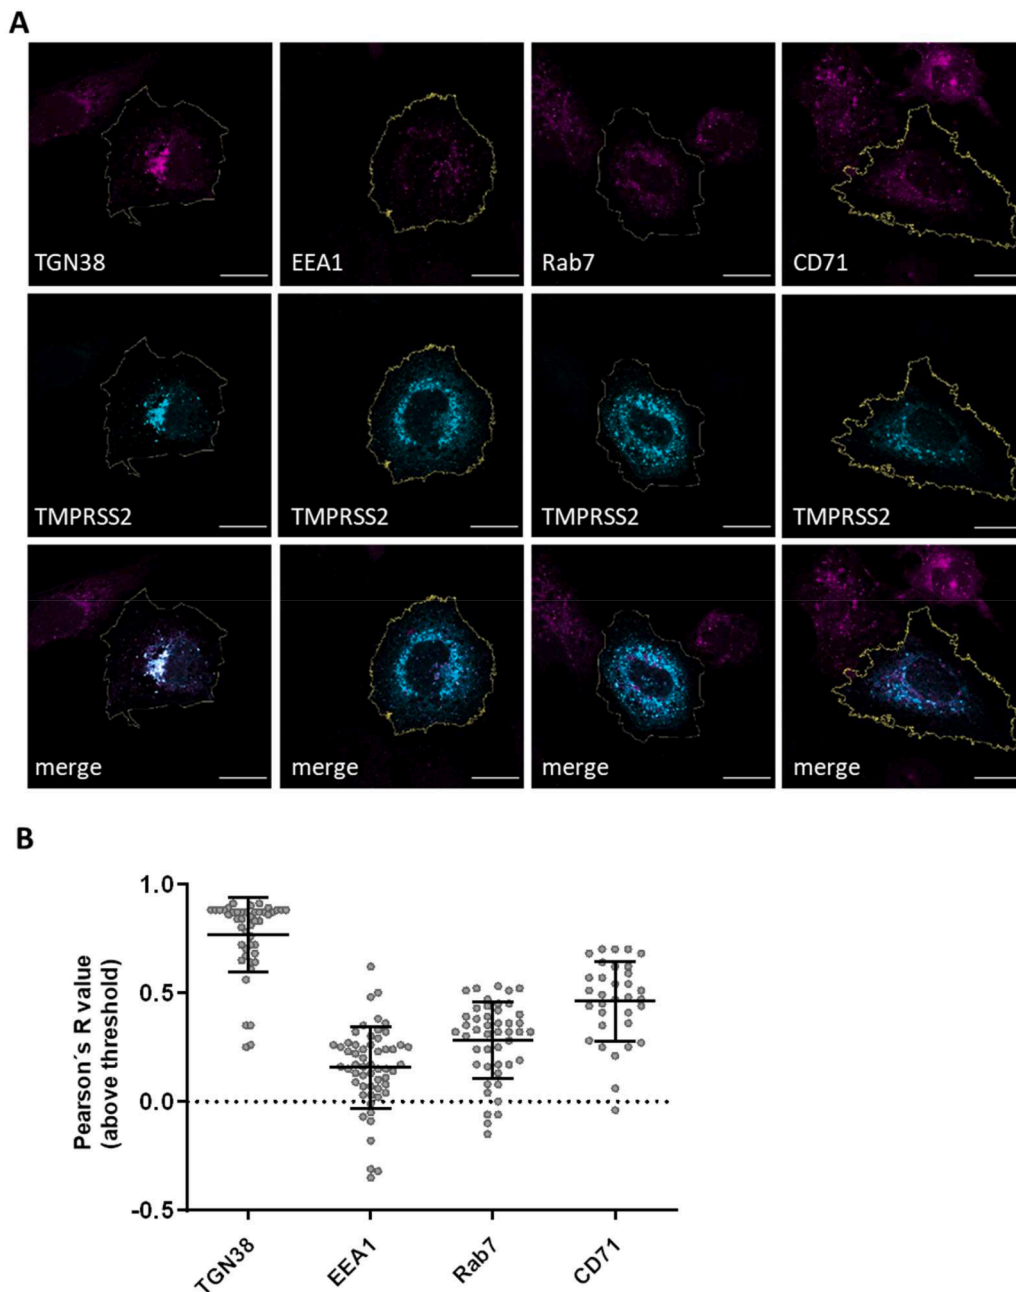 A
TGN38 EEA1 Rab7 CD71
TMPRSS2 TMPRSS2 TMPRSS2 TMPRSS2
merge merge merge merge
B
Pearson´s R value
(above threshold)
1.0
0.5
0.0
-0.5
TGN38 EEA1 Rab7 CD71